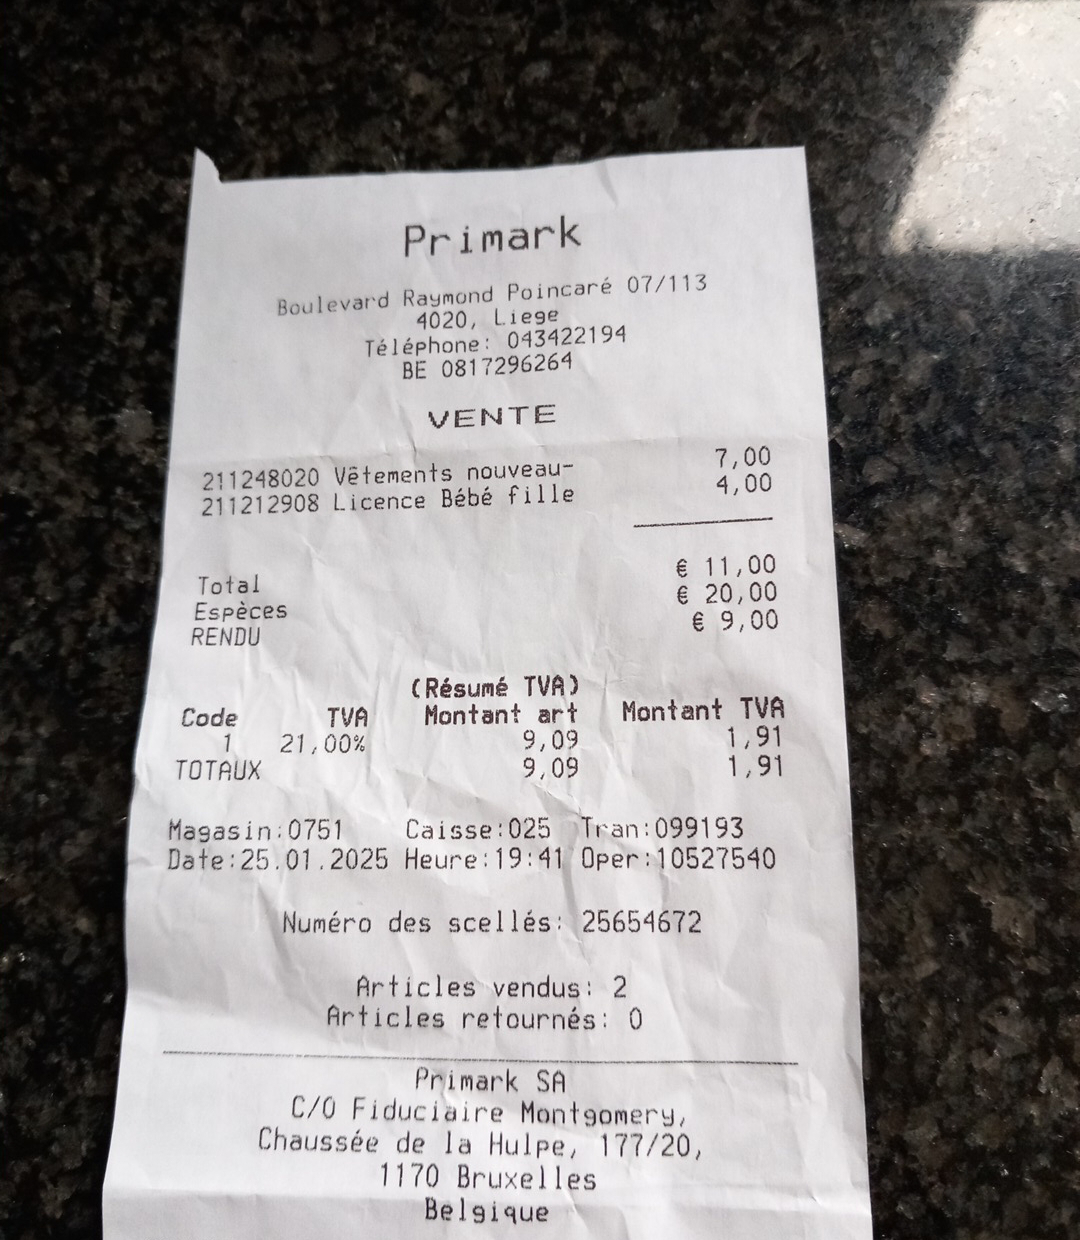 Primark
Boulevard Raymond Poincaré 07/113
4020, Liege
Téléphone: 043422194
BE 0817296264
VENTE
211248020 Vêtements nouveau- 7,00
211212908 Licence Bébé fille 4,00
Total € 11,00
Espèces € 20,00
RENDU € 9,00
(Résumé TVA)
Code TVA Montant art Montant TVA
1 21,00% 9,09 1,91
TOTAUX 9,09 1,91
Magasin:0751 Caisse:025 Tran:099193
Date:25.01.2025 Heure:19:41 Oper:10527540
Numéro des scellés: 25654672
Articles vendus: 2
Articles retournés: 0
Primark SA
C/O Fiduciaire Montgomery,
Chaussée de la Hulpe, 177/20,
1170 Bruxelles
Belgique